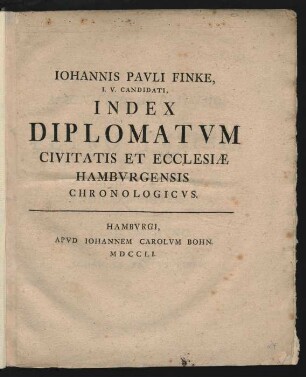 IOHANNIS PAVLI FINKE,
I. V. CANDIDATI,
INDEX
DIPLOMATVM
CIVITATIS ET ECCLESIÆ
HAMBVRGENSIS
CHRONOLOGICVS.
HAMBVRGI,
APVD IOHANNEM CAROLVM BOHN.
MDCCLI.